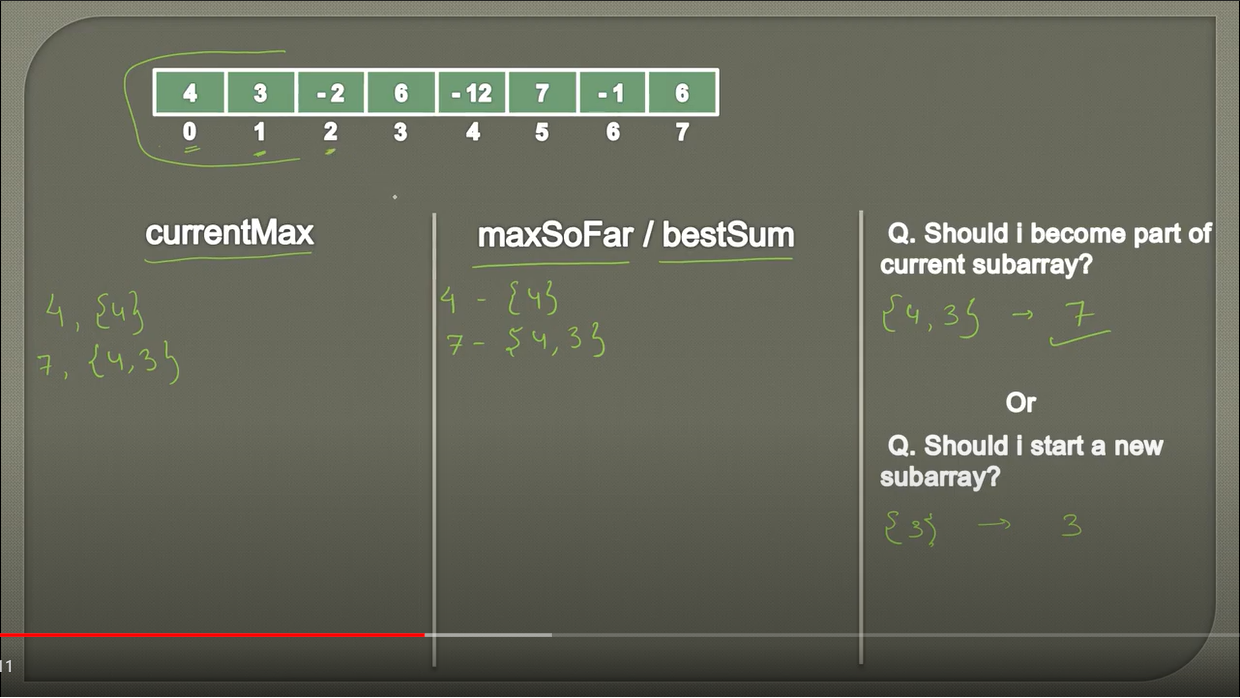 4 3 -2 6 -12 7 -1 6
0 1 2 3 4 5 6 7
currentMax
4, {4}
7, {4,3}
maxSoFar / bestSum
4 - {4}
7 - {4,3}
Q. Should i become part of
current subarray?
{4,3} → 7
Or
Q. Should i start a new
subarray?
{3} → 3
11